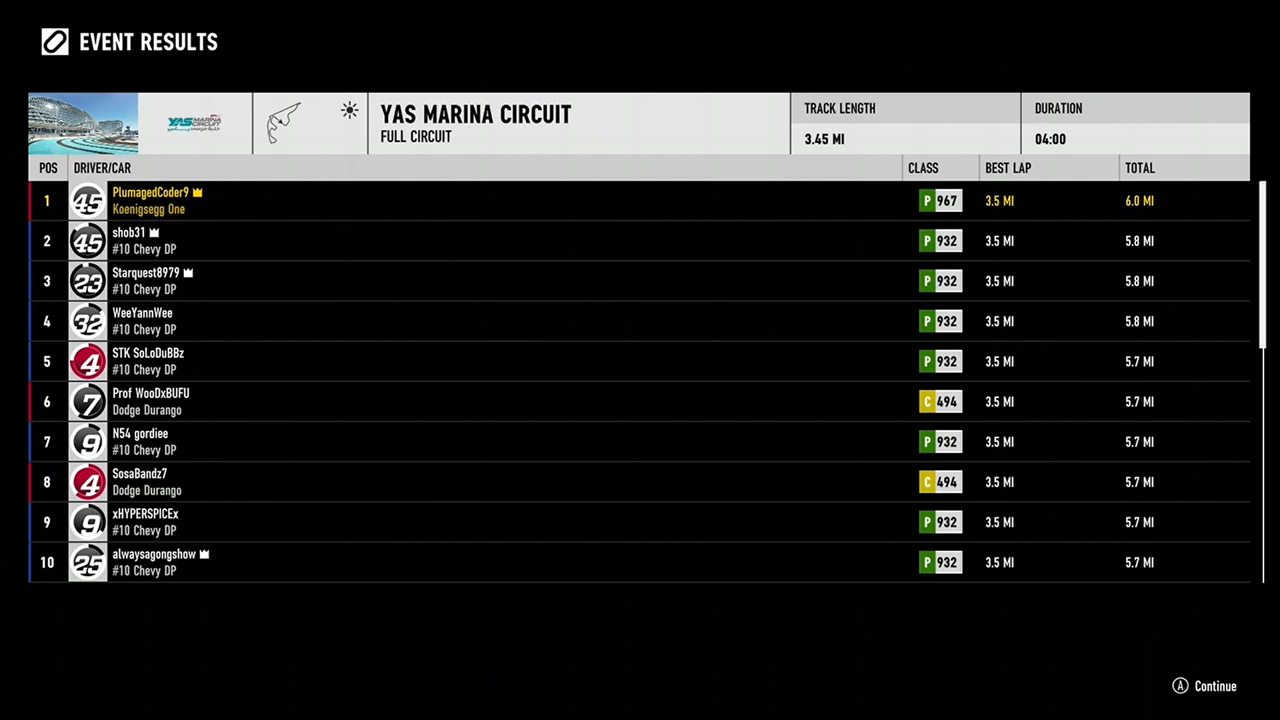 EVENT RESULTS
YAS MARINA CIRCUIT
YAS MARINA CIRCUIT
FULL CIRCUIT
TRACK LENGTH
3.45 MI
DURATION
04:00
POS DRIVER/CAR CLASS BEST LAP TOTAL
1 45 PlumagedCoder9 P 967 3.5 MI 6.0 MI
Koenigsegg One
2 45 shob31 P 932 3.5 MI 5.8 MI
#10 Chevy DP
3 23 Starquest8979 P 932 3.5 MI 5.8 MI
#10 Chevy DP
4 32 WeeYannWee P 932 3.5 MI 5.8 MI
#10 Chevy DP
5 4 STK SoLoDuBBz P 932 3.5 MI 5.7 MI
#10 Chevy DP
6 7 Prof WooDxBUFU C 494 3.5 MI 5.7 MI
Dodge Durango
7 9 N54 gordiee P 932 3.5 MI 5.7 MI
#10 Chevy DP
8 4 SosaBandz7 C 494 3.5 MI 5.7 MI
Dodge Durango
9 9 xHYPERSPICEx P 932 3.5 MI 5.7 MI
#10 Chevy DP
10 25 alwaysagongshow P 932 3.5 MI 5.7 MI
#10 Chevy DP
A Continue